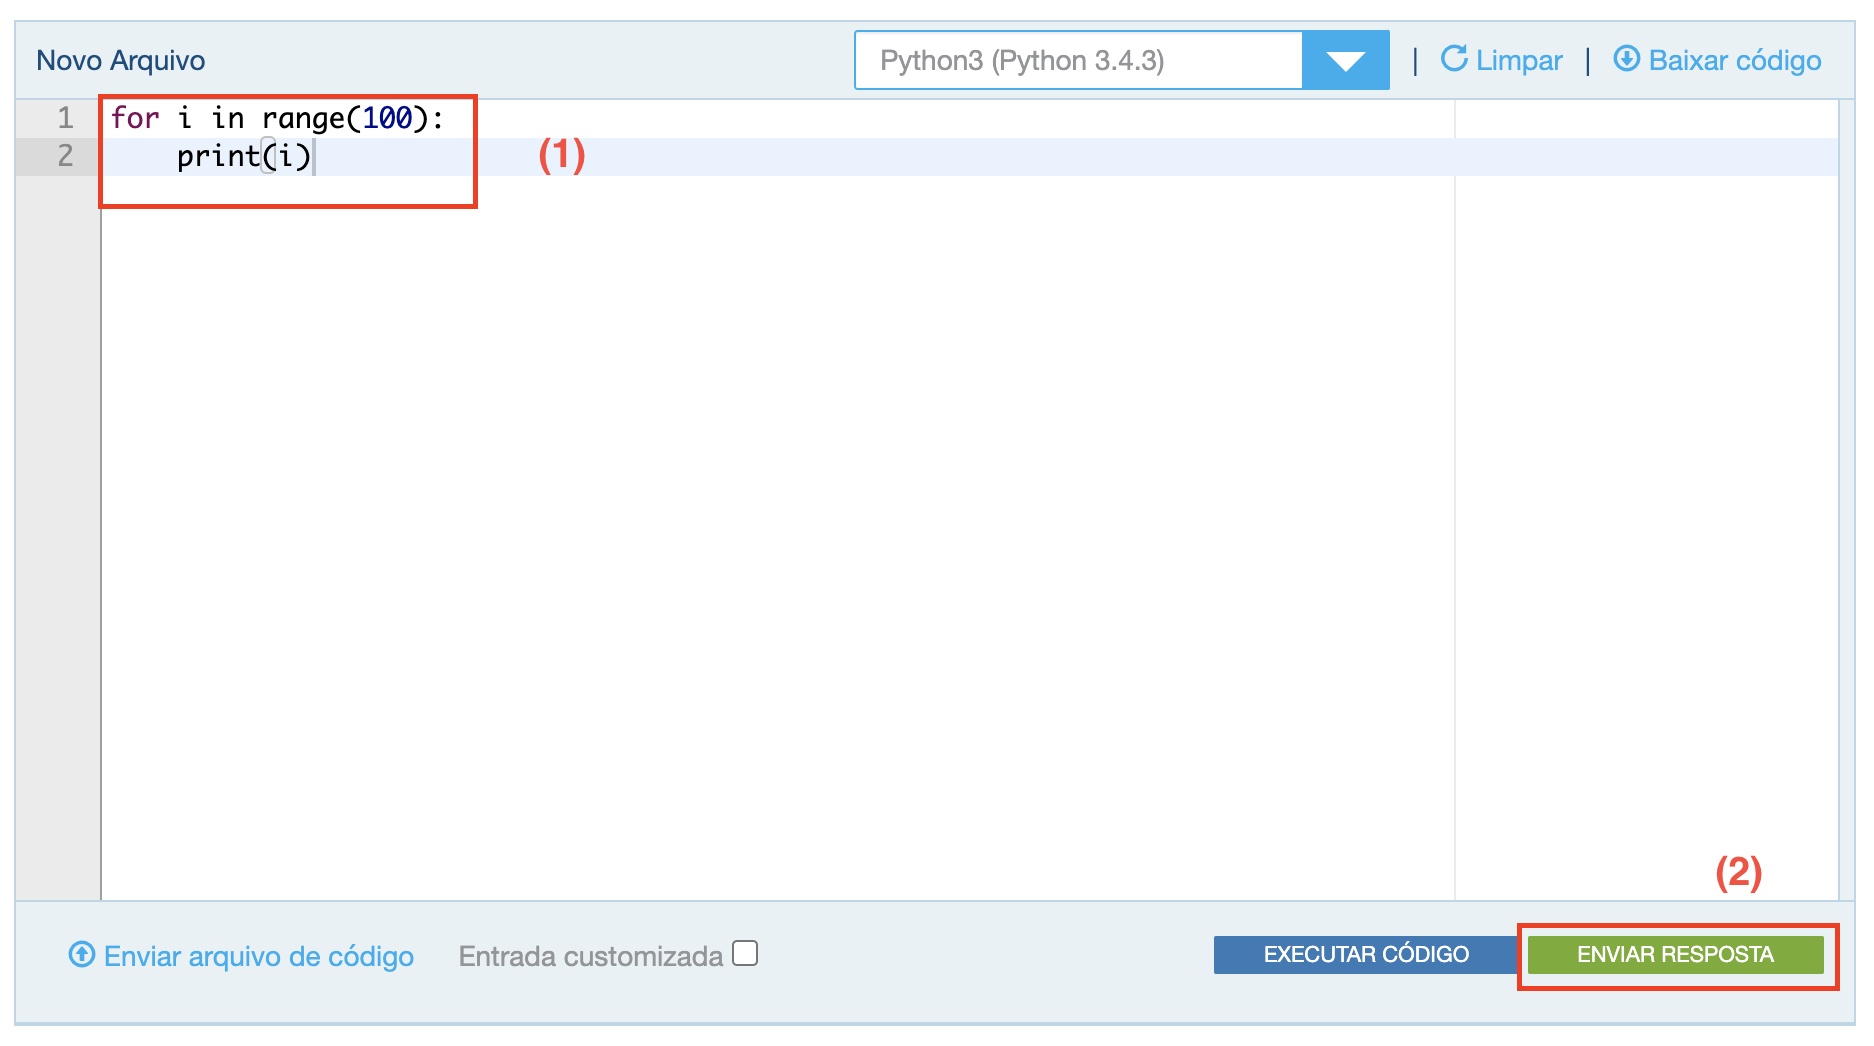 Novo Arquivo Python3 (Python 3.4.3) | Limpar | Baixar código
1 for i in range(100):
2     print(i) (1)
(2)
Enviar arquivo de código Entrada customizada EXECUTAR CÓDIGO ENVIAR RESPOSTA